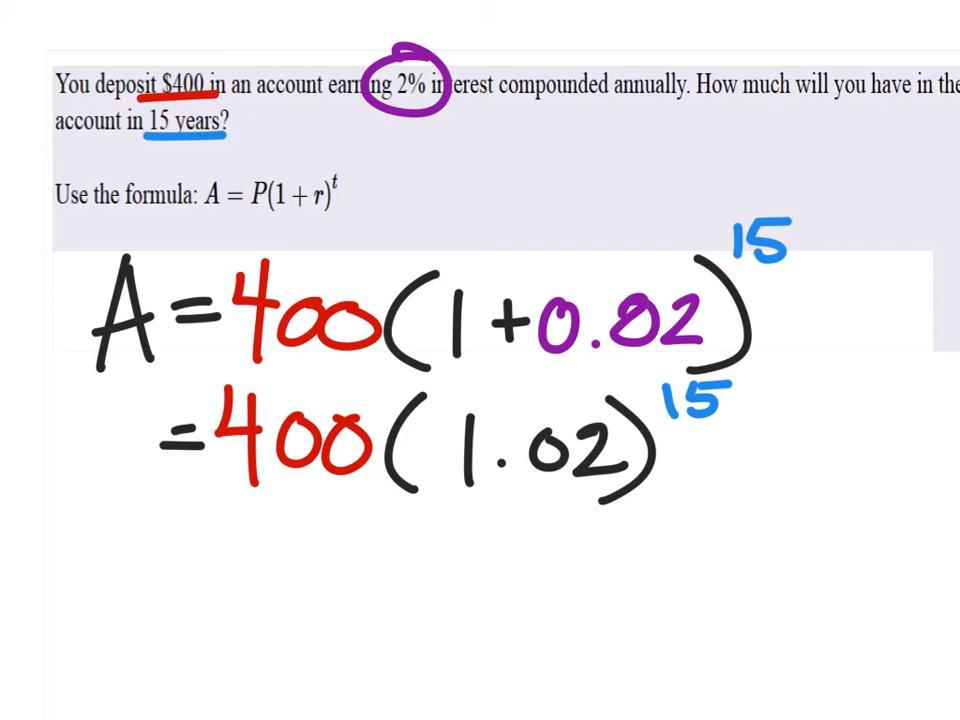 You deposit $400 in an account earning 2% interest compounded annually. How much will you have in the
account in 15 years?
Use the formula: A = P(1 + r)^t
A = 400(1 + 0.02)^15
= 400(1.02)^15